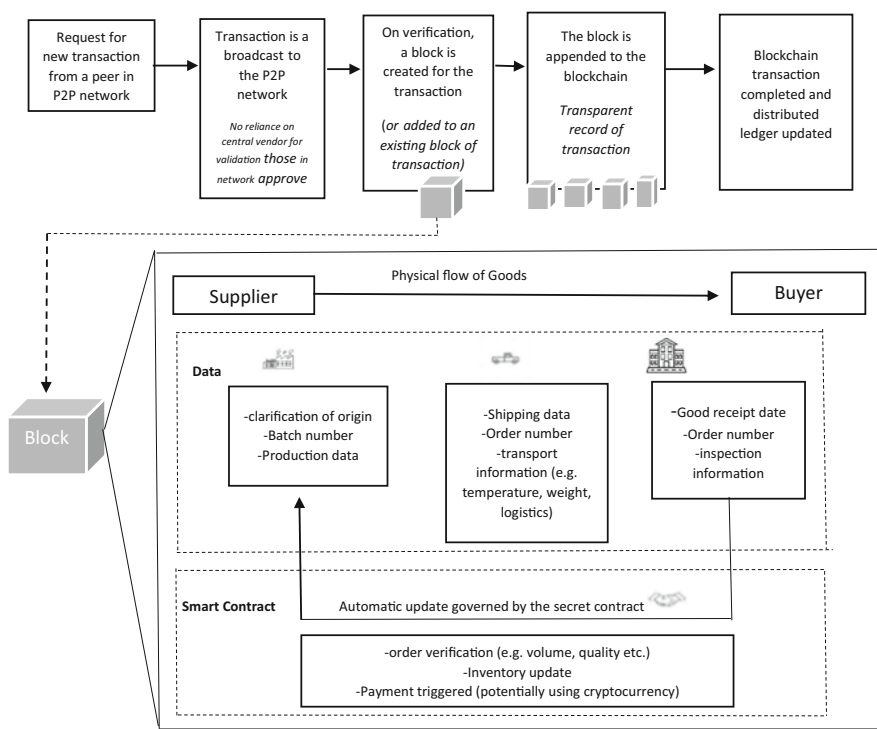 Request for
new transaction
from a peer in
P2P network
Transaction is a
broadcast to
the P2P
network
No reliance on
central vendor for
validation those in
network approve
On verification,
a block is
created for the
transaction
(or added to an
existing block of
transaction)
The block is
appended to the
blockchain
Transparent
record of
transaction
Blockchain
transaction
completed and
distributed
ledger updated
Physical flow of Goods
Supplier
Buyer
Data
-clarification of origin
-Batch number
-Production data
-Shipping data
-Order number
-transport
information (e.g.
temperature, weight,
logistics)
-Good receipt date
-Order number
-inspection
information
Block
Smart Contract
Automatic update governed by the secret contract
-order verification (e.g. volume, quality etc.)
-Inventory update
-Payment triggered (potentially using cryptocurrency)